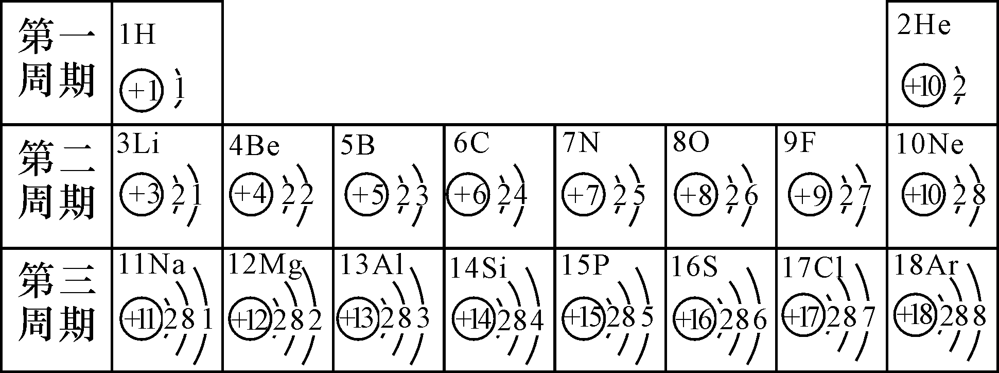 第一周期
1H
+1 1
2He
+10 2
第二周期
3Li
+3 2 1
4Be
+4 2 2
5B
+5 2 3
6C
+6 2 4
7N
+7 2 5
8O
+8 2 6
9F
+9 2 7
10Ne
+10 2 8
第三周期
11Na
+11 2 8 1
12Mg
+12 2 8 2
13Al
+13 2 8 3
14Si
+14 2 8 4
15P
+15 2 8 5
16S
+16 2 8 6
17Cl
+17 2 8 7
18Ar
+18 2 8 8